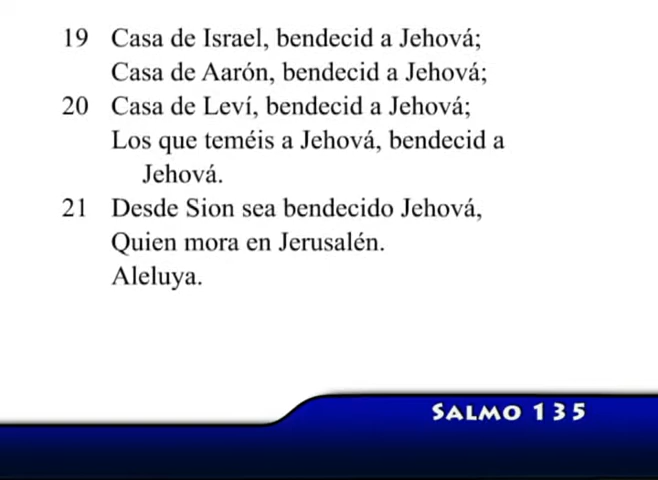 19 Casa de Israel, bendecid a Jehová;
Casa de Aarón, bendecid a Jehová;
20 Casa de Leví, bendecid a Jehová;
Los que teméis a Jehová, bendecid a
Jehová.
21 Desde Sion sea bendecido Jehová,
Quien mora en Jerusalén.
Aleluya.
SALMO 135